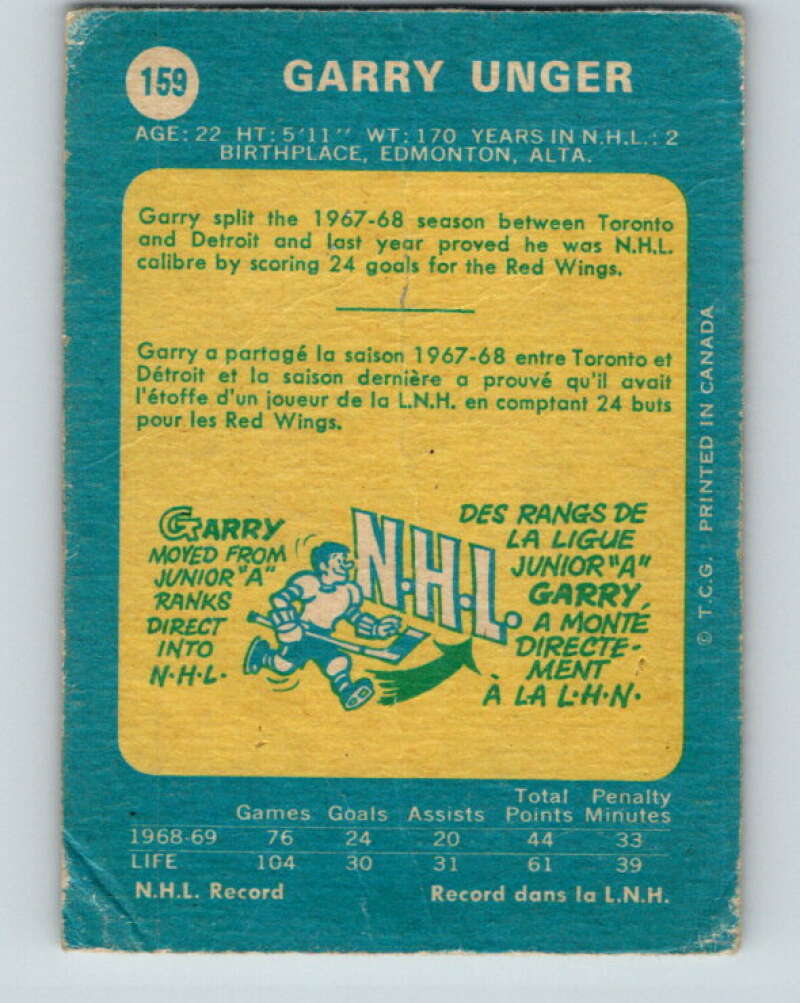 159
GARRY UNGER
AGE: 22 HT: 5'11" WT: 170 YEARS IN N.H.L.: 2
BIRTHPLACE, EDMONTON, ALTA.
Garry split the 1967-68 season between Toronto
and Detroit and last year proved he was N.H.L.
calibre by scoring 24 goals for the Red Wings.
Garry a partagé la saison 1967-68 entre Toronto et
Détroit et la saison dernière a prouvé qu'il avait
l'étoffe d'un joueur de la L.N.H. en comptant 24 buts
pour les Red Wings.
GARRY
MOVED FROM
JUNIOR "A"
RANKS
DIRECT
INTO
N.H.L.
N.H.L.
DES RANGS DE
LA LIGUE
JUNIOR "A"
GARRY,
A MONTÉ
DIRECTE-
MENT
À LA L.H.N.
© T.C.G. PRINTED IN CANADA
Games Goals Assists Total Points Penalty Minutes
1968-69 76 24 20 44 33
LIFE 104 30 31 61 39
N.H.L. Record Record dans la L.N.H.